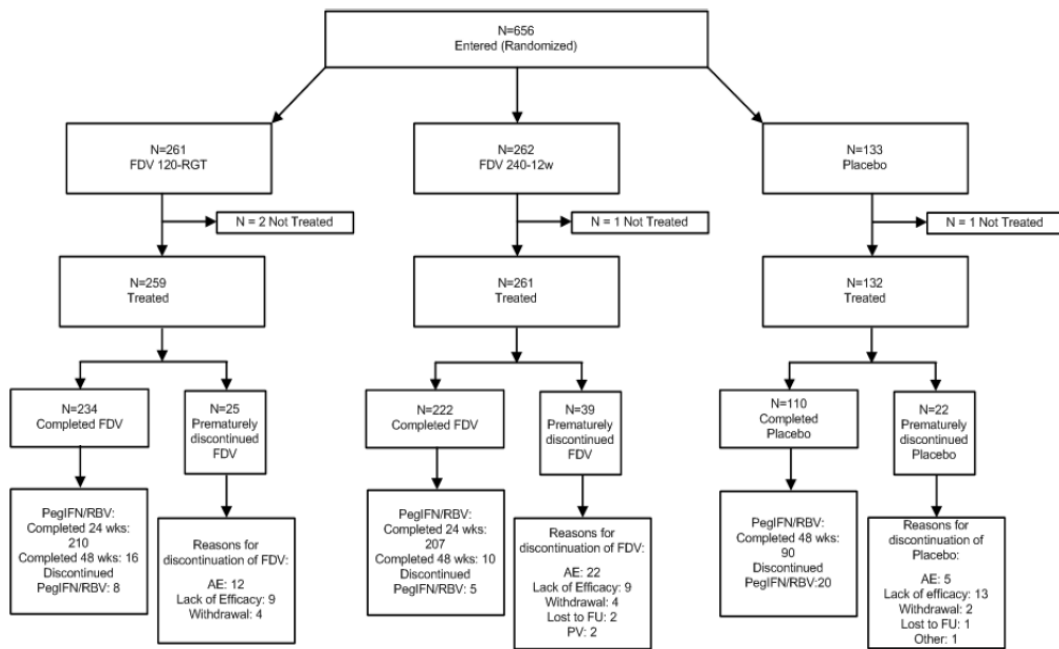 N=656
Entered (Randomized)
N=261
FDV 120-RGT
N=262
FDV 240-12w
N=133
Placebo
N = 2 Not Treated
N = 1 Not Treated
N = 1 Not Treated
N=259
Treated
N=261
Treated
N=132
Treated
N=234
Completed FDV
N=25
Prematurely
discontinued
FDV
N=222
Completed FDV
N=39
Prematurely
discontinued
FDV
N=110
Completed
Placebo
N=22
Prematurely
discontinued
Placebo
PegIFN/RBV:
Completed 24 wks:
210
Completed 48 wks: 16
Discontinued
PegIFN/RBV: 8
Reasons for
discontinuation of FDV:
AE: 12
Lack of Efficacy: 9
Withdrawal: 4
PegIFN/RBV:
Completed 24 wks:
207
Completed 48 wks: 10
Discontinued
PegIFN/RBV: 5
Reasons for
discontinuation of FDV:
AE: 22
Lack of Efficacy: 9
Withdrawal: 4
Lost to FU: 2
PV: 2
PegIFN/RBV:
Completed 48 wks:
90
Discontinued
PegIFN/RBV:20
Reasons for
discontinuation of
Placebo:
AE: 5
Lack of efficacy: 13
Withdrawal: 2
Lost to FU: 1
Other: 1